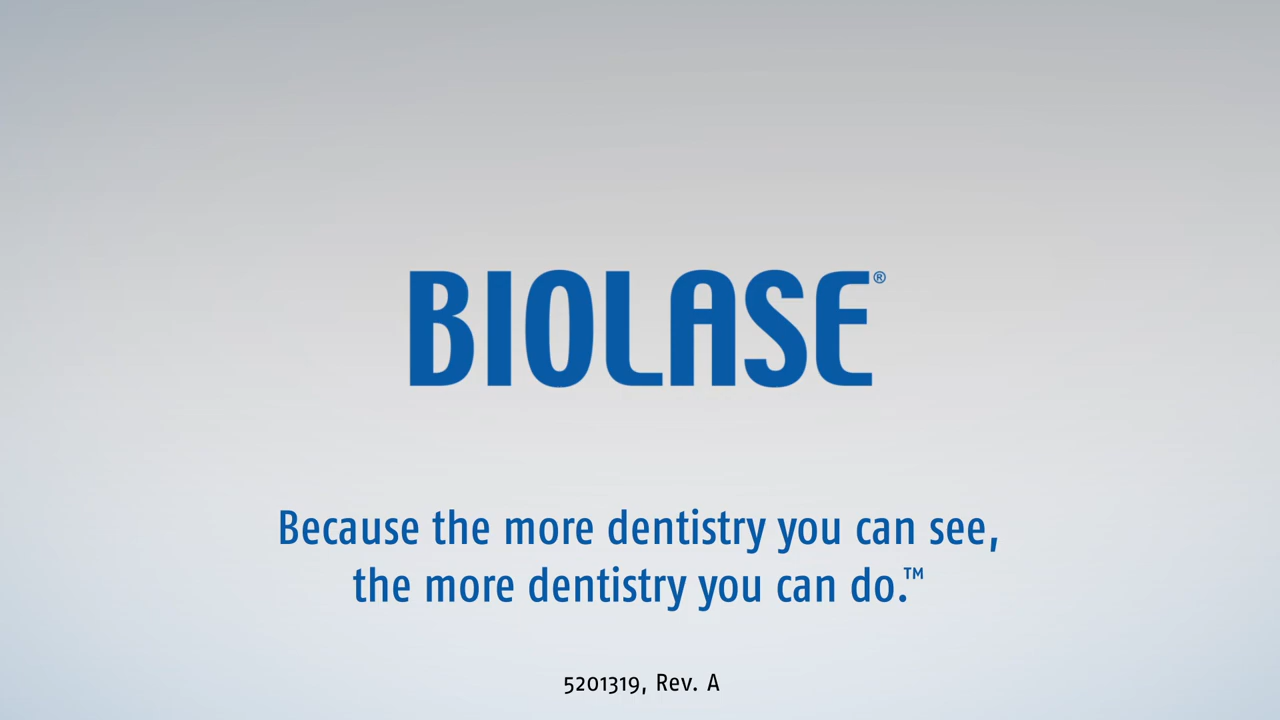 BIOLASE®
Because the more dentistry you can see,
the more dentistry you can do.™
5201319, Rev. A